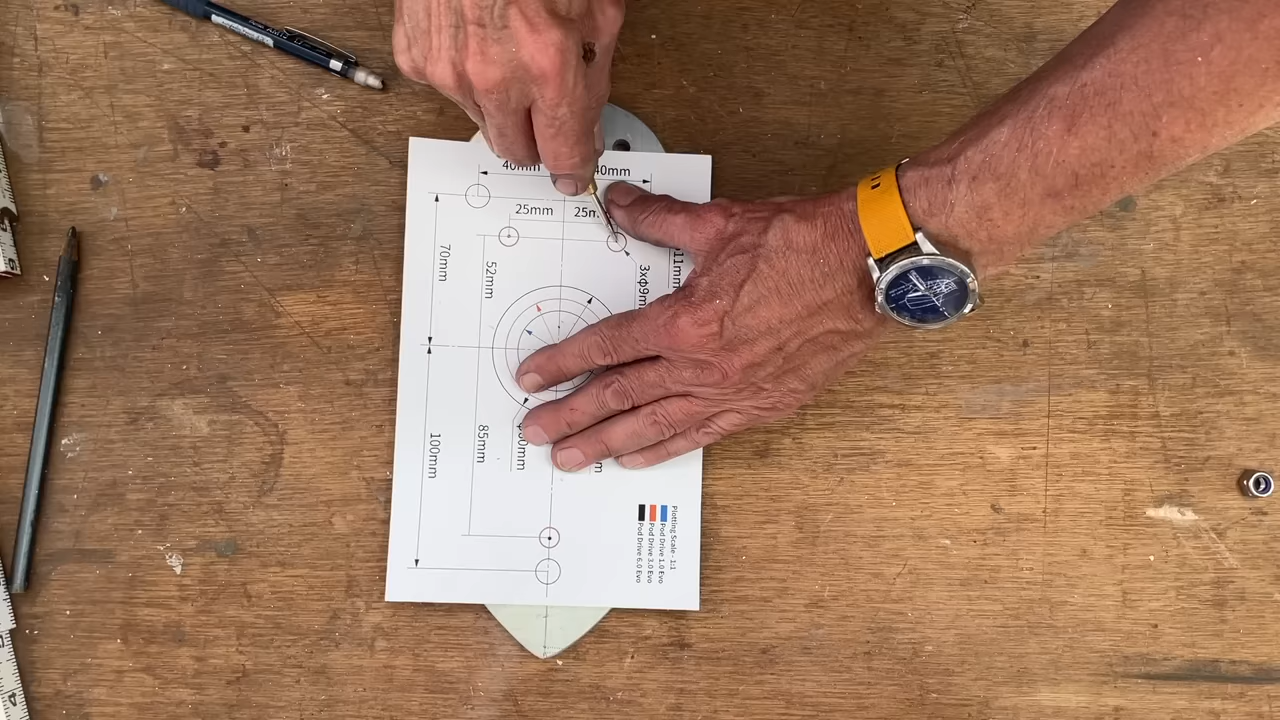 40mm
40mm
25mm
25m
70mm
52mm
3xφ9m
11mm
85mm
100mm
Plotting Scale - 1:1
Pod Drive 1.0 Evo
Pod Drive 3.0 Evo
Pod Drive 6.0 Evo